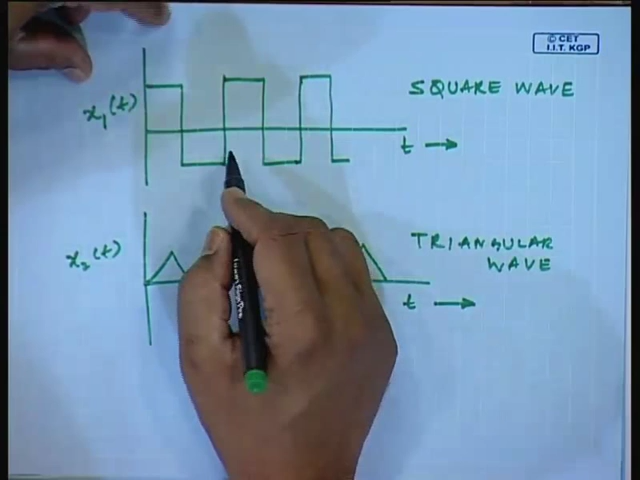 © CET
I.I.T. KGP
x₁(t)
SQUARE WAVE
t →
x₂(t)
TRIANGULAR
WAVE
t →